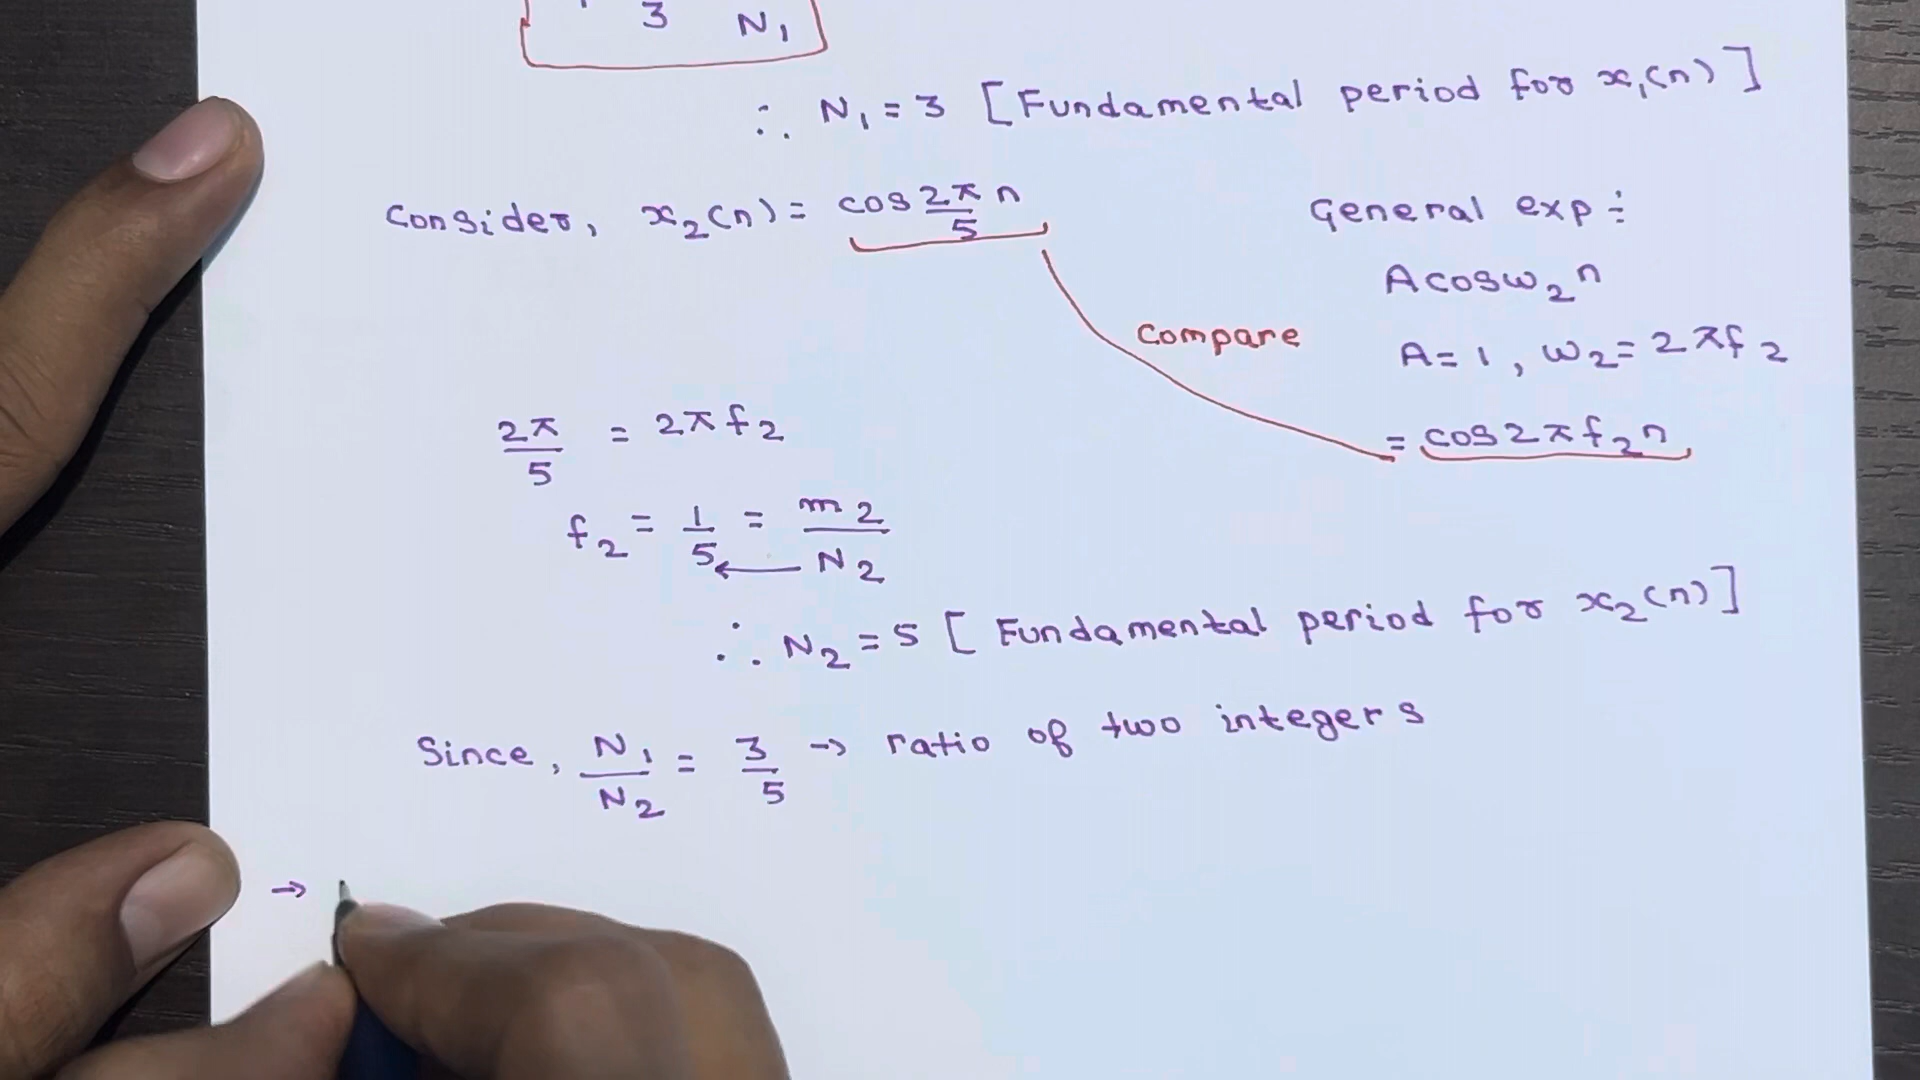 3 N₁
∴ N₁ = 3 [Fundamental period for x₁(n)]
Consider, x₂(n) = cos 2π/5 n
General exp ÷
A cos ω₂ n
Compare
A = 1, ω₂ = 2πf₂
= cos 2πf₂n
2π/5 = 2πf₂
f₂ = 1/5 = m₂/N₂
∴ N₂ = 5 [Fundamental period for x₂(n)]
Since, N₁/N₂ = 3/5 → ratio of two integers
→